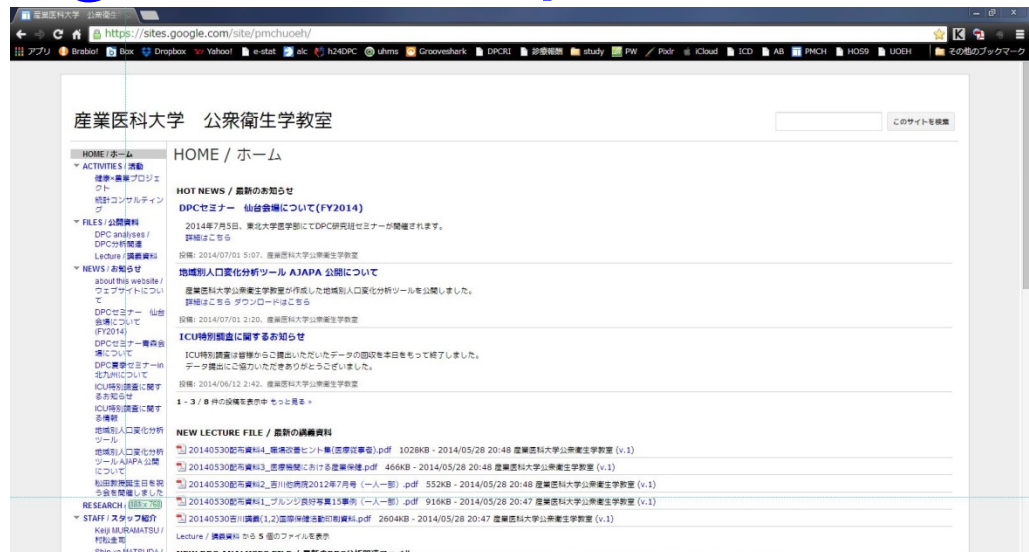 産業医科大学 公衆衛生
https://sites.google.com/site/pmchuoeh/
アプリ Brabio! Box Dropbox Yahoo! e-stat alc h24DPC uhms Grooveshark DPCRI 診療報酬 study PW Pixlr iCloud ICD AB PMCH HOS9 UOEH その他のブックマーク
産業医科大学 公衆衛生学教室
このサイトを検索
HOME / ホーム
ACTIVITIES / 活動
健康×農業プロジェ
クト
統計コンサルティン
グ
FILES / 公開資料
DPC analyses /
DPC分析関連
Lecture / 講義資料
NEWS / お知らせ
about this website /
ウェブサイトについ
て
DPCセミナー 仙台
会場について
(FY2014)
DPCセミナー青森会
場について
DPC夏季セミナーin
北九州について
ICU特別調査に関す
るお知らせ
ICU特別調査に関す
る情報
地域別人口変化分析
ツール
地域別人口変化分析
ツール AJAPA 公開
について
松田教授誕生日を祝
う会を開催しました
RESEARCH /
STAFF / スタッフ紹介
Keiji MURAMATSU /
村松圭司
HOME / ホーム
HOT NEWS / 最新のお知らせ
DPCセミナー 仙台会場について(FY2014)
2014年7月5日、東北大学医学部にてDPC研究班セミナーが開催されます。
詳細はこちら
投稿: 2014/07/01 5:07、産業医科大学公衆衛生学教室
地域別人口変化分析ツール AJAPA 公開について
産業医科大学公衆衛生学教室が作成した地域別人口変化分析ツールを公開しました。
詳細はこちら ダウンロードはこちら
投稿: 2014/07/01 2:20、産業医科大学公衆衛生学教室
ICU特別調査に関するお知らせ
ICU特別調査は皆様からご提出いただいたデータの回収を本日をもって終了しました。
データ提出にご協力いただきありがとうございました。
投稿: 2014/06/12 2:42、産業医科大学公衆衛生学教室
1 - 3 / 8 件の投稿を表示中 もっと見る »
NEW LECTURE FILE / 最新の講義資料
20140530配布資料4_職場改善ヒント集(医療従事者).pdf 1028KB - 2014/05/28 20:48 産業医科大学公衆衛生学教室 (v.1)
20140530配布資料3_医療機関における産業保健.pdf 466KB - 2014/05/28 20:48 産業医科大学公衆衛生学教室 (v.1)
20140530配布資料2_吉川他病院2012年7月号（一人一部）.pdf 552KB - 2014/05/28 20:48 産業医科大学公衆衛生学教室 (v.1)
20140530配布資料1_ブルンジ良好写真15事例（一人一部）.pdf 916KB - 2014/05/28 20:47 産業医科大学公衆衛生学教室 (v.1)
20140530吉川講義(1,2)国際保健活動印刷資料.pdf 2604KB - 2014/05/28 20:47 産業医科大学公衆衛生学教室 (v.1)
Lecture / 講義資料 から 5 個のファイルを表示